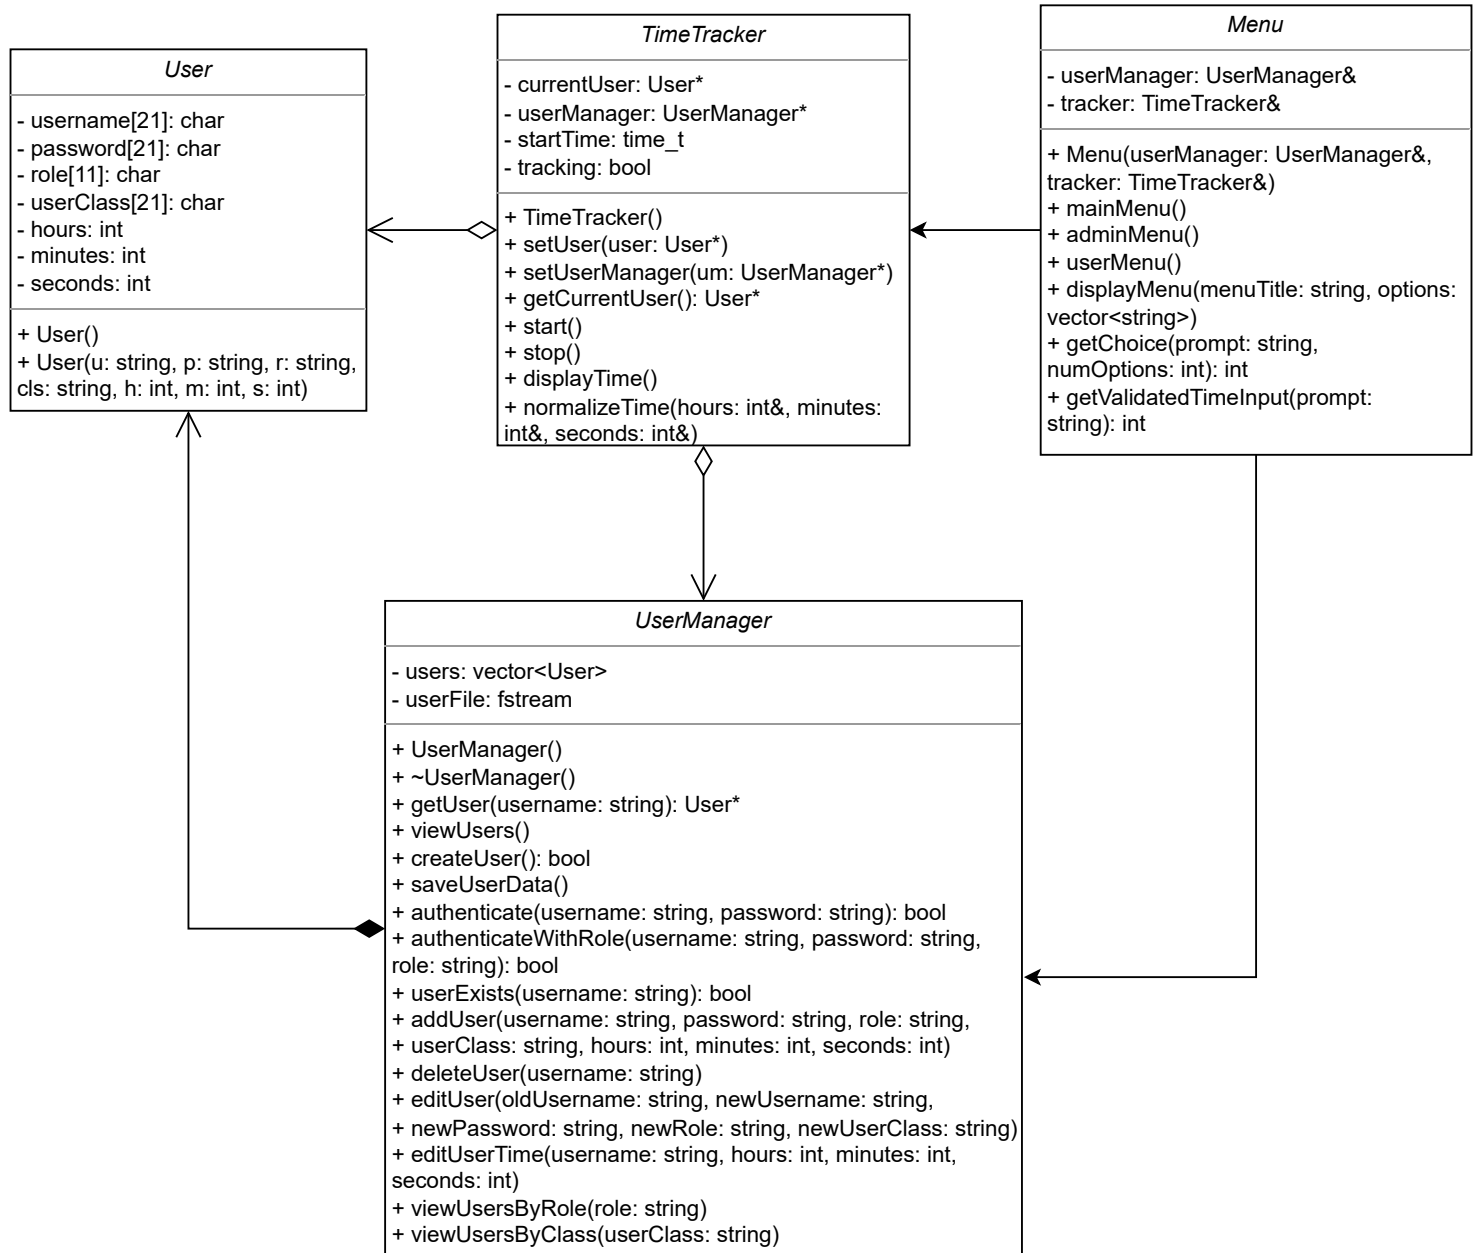 User
- username[21]: char
- password[21]: char
- role[11]: char
- userClass[21]: char
- hours: int
- minutes: int
- seconds: int
+ User()
+ User(u: string, p: string, r: string,
cls: string, h: int, m: int, s: int)
TimeTracker
- currentUser: User*
- userManager: UserManager*
- startTime: time_t
- tracking: bool
+ TimeTracker()
+ setUser(user: User*)
+ setUserManager(um: UserManager*)
+ getCurrentUser(): User*
+ start()
+ stop()
+ displayTime()
+ normalizeTime(hours: int&, minutes:
int&, seconds: int&)
Menu
- userManager: UserManager&
- tracker: TimeTracker&
+ Menu(userManager: UserManager&,
tracker: TimeTracker&)
+ mainMenu()
+ adminMenu()
+ userMenu()
+ displayMenu(menuTitle: string, options:
vector<string>)
+ getChoice(prompt: string,
numOptions: int): int
+ getValidatedTimeInput(prompt:
string): int
UserManager
- users: vector<User>
- userFile: fstream
+ UserManager()
+ ~UserManager()
+ getUser(username: string): User*
+ viewUsers()
+ createUser(): bool
+ saveUserData()
+ authenticate(username: string, password: string): bool
+ authenticateWithRole(username: string, password: string,
role: string): bool
+ userExists(username: string): bool
+ addUser(username: string, password: string, role: string,
+ userClass: string, hours: int, minutes: int, seconds: int)
+ deleteUser(username: string)
+ editUser(oldUsername: string, newUsername: string,
+ newPassword: string, newRole: string, newUserClass: string)
+ editUserTime(username: string, hours: int, minutes: int,
seconds: int)
+ viewUsersByRole(role: string)
+ viewUsersByClass(userClass: string)